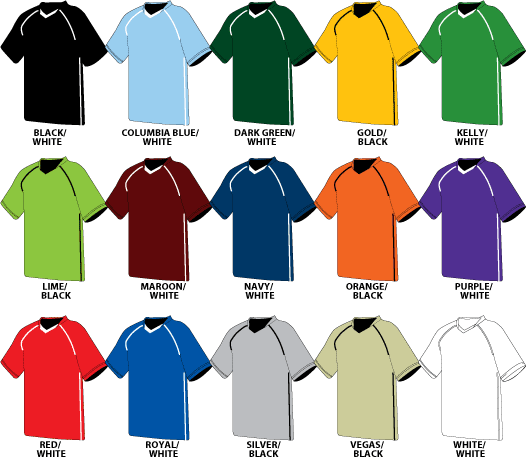 BLACK/
WHITE
COLUMBIA BLUE/
WHITE
DARK GREEN/
WHITE
GOLD/
BLACK
KELLY/
WHITE
LIME/
BLACK
MAROON/
WHITE
NAVY/
WHITE
ORANGE/
BLACK
PURPLE/
WHITE
RED/
WHITE
ROYAL/
WHITE
SILVER/
BLACK
VEGAS/
BLACK
WHITE/
WHITE